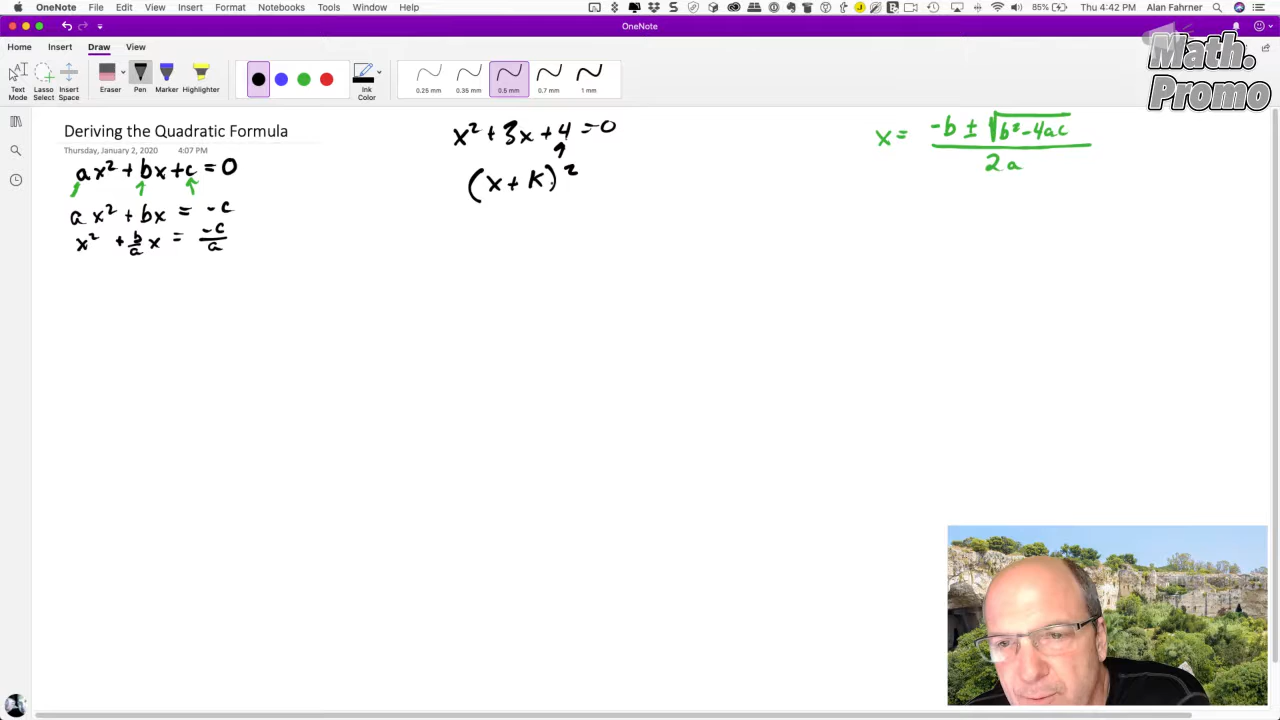 OneNote File Edit View Insert Format Notebooks Tools Window Help 85% Thu 4:42 PM Alan Fahrner
OneNote
Home Insert Draw View
Math.
Promo
Text Mode
Lasso Select
Insert Space
Eraser
Pen
Marker
Highlighter
Ink Color
0.25 mm
0.35 mm
0.5 mm
0.7 mm
1 mm
Deriving the Quadratic Formula
Thursday, January 2, 2020 4:07 PM
ax² + bx + c = 0
ax² + bx = -c
x² + b/a x = -c/a
x² + 3x + 4 = 0
(x + k)²
x = -b ± √b² - 4ac
2a